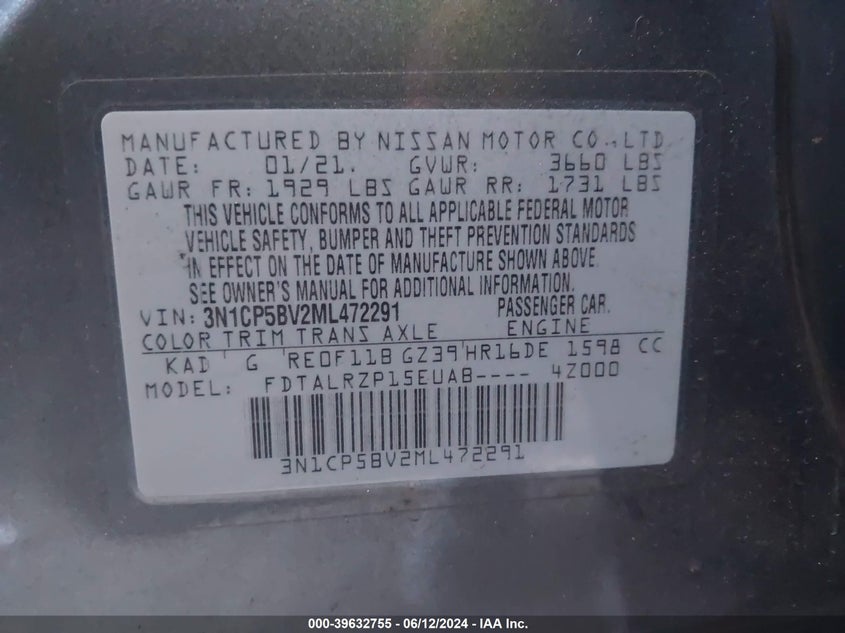 MANUFACTURED BY NISSAN MOTOR CO.,LTD
DATE: 01/21. GVWR: 3660 LBS
GAWR FR: 1929 LBS GAWR RR: 1731 LBS
THIS VEHICLE CONFORMS TO ALL APPLICABLE FEDERAL MOTOR
VEHICLE SAFETY, BUMPER AND THEFT PREVENTION STANDARDS
IN EFFECT ON THE DATE OF MANUFACTURE SHOWN ABOVE.
SEE OWNER'S MANUAL FOR ADDITIONAL INFORMATION.
VIN: 3N1CP5BV2ML472291 PASSENGER CAR.
COLOR TRIM TRANS AXLE ENGINE
KAD G RE0F11B GZ39 HR16DE 1598 CC
MODEL: FDTALRZP15EUAB---- 4Z000
3N1CP5BV2ML472291
000-39632755 - 06/12/2024 - IAA Inc.